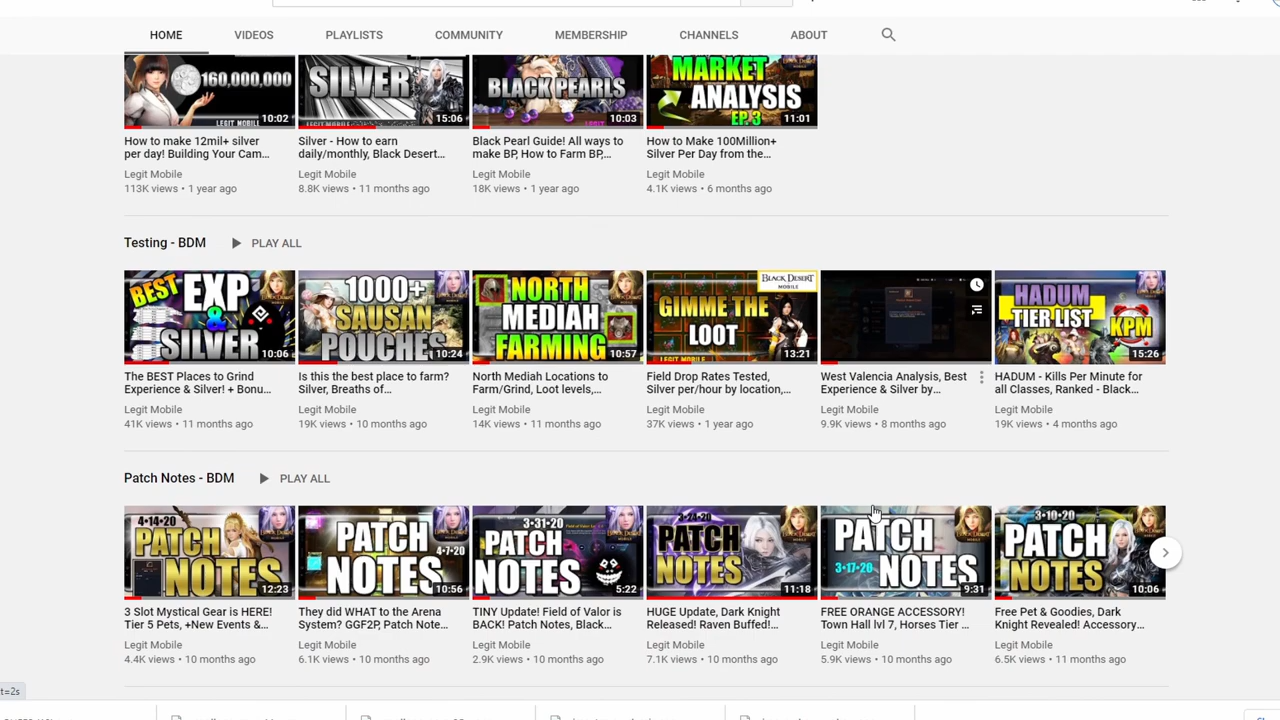 HOME VIDEOS PLAYLISTS COMMUNITY MEMBERSHIP CHANNELS ABOUT
160,000,000
LEGIT MOBILE
10:02
SILVER
LEGIT MOBILE
15:06
BLACK PEARLS
10:03
MARKET
ANALYSIS
EP.3
11:01
How to make 12mil+ silver
per day! Building Your Cam...
Legit Mobile
113K views • 1 year ago
Silver - How to earn
daily/monthly, Black Desert...
Legit Mobile
8.8K views • 11 months ago
Black Pearl Guide! All ways to
make BP, How to Farm BP,...
Legit Mobile
18K views • 1 year ago
How to Make 100Million+
Silver Per Day from the...
Legit Mobile
4.1K views • 6 months ago
Testing - BDM PLAY ALL
BEST EXP
&
SILVER
10:06
1000+
SAUSAN
POUCHES
10:24
NORTH
MEDIAH
FARMING
10:57
BLACK DESERT
MOBILE
GIMME THE
LOOT
LEGIT MOBILE
13:21
HADUM
TIER LIST
KPM
15:26
The BEST Places to Grind
Experience & Silver! + Bonu...
Legit Mobile
41K views • 11 months ago
Is this the best place to farm?
Silver, Breaths of...
Legit Mobile
19K views • 10 months ago
North Mediah Locations to
Farm/Grind, Loot levels,...
Legit Mobile
14K views • 11 months ago
Field Drop Rates Tested,
Silver per/hour by location,...
Legit Mobile
37K views • 1 year ago
West Valencia Analysis, Best
Experience & Silver by...
Legit Mobile
9.9K views • 8 months ago
HADUM - Kills Per Minute for
all Classes, Ranked - Black...
Legit Mobile
19K views • 4 months ago
Patch Notes - BDM PLAY ALL
4•14•20
PATCH
NOTES
12:23
PATCH
4•7•20
NOTES
10:56
3•31•20
PATCH
NOTES
5:22
3•24•20
PATCH
NOTES
11:18
PATCH
3•17•20
NOTES
9:31
3•10•20
PATCH
NOTES
10:06
3 Slot Mystical Gear is HERE!
Tier 5 Pets, +New Events &...
Legit Mobile
4.4K views • 10 months ago
They did WHAT to the Arena
System? GGF2P, Patch Note...
Legit Mobile
6.1K views • 10 months ago
TINY Update! Field of Valor is
BACK! Patch Notes, Black...
Legit Mobile
2.9K views • 10 months ago
HUGE Update, Dark Knight
Released! Raven Buffed!...
Legit Mobile
7.1K views • 10 months ago
FREE ORANGE ACCESSORY!
Town Hall lvl 7, Horses Tier ...
Legit Mobile
5.9K views • 10 months ago
Free Pet & Goodies, Dark
Knight Revealed! Accessory...
Legit Mobile
6.5K views • 11 months ago
t=2s